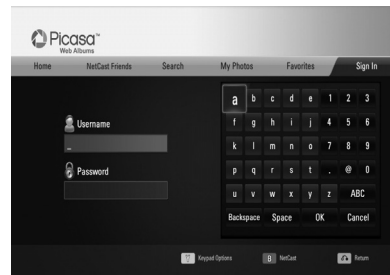 Picasa™
Web Albums
Home NetCast Friends Search My Photos Favorites Sign In
a b c d e 1 2 3
Username f g h i j 4 5 6
_ k l m n o 7 8 9
Password p q r s t . @ 0
u v w x y z ABC
Backspace Space OK Cancel
Keypad Options B NetCast Return